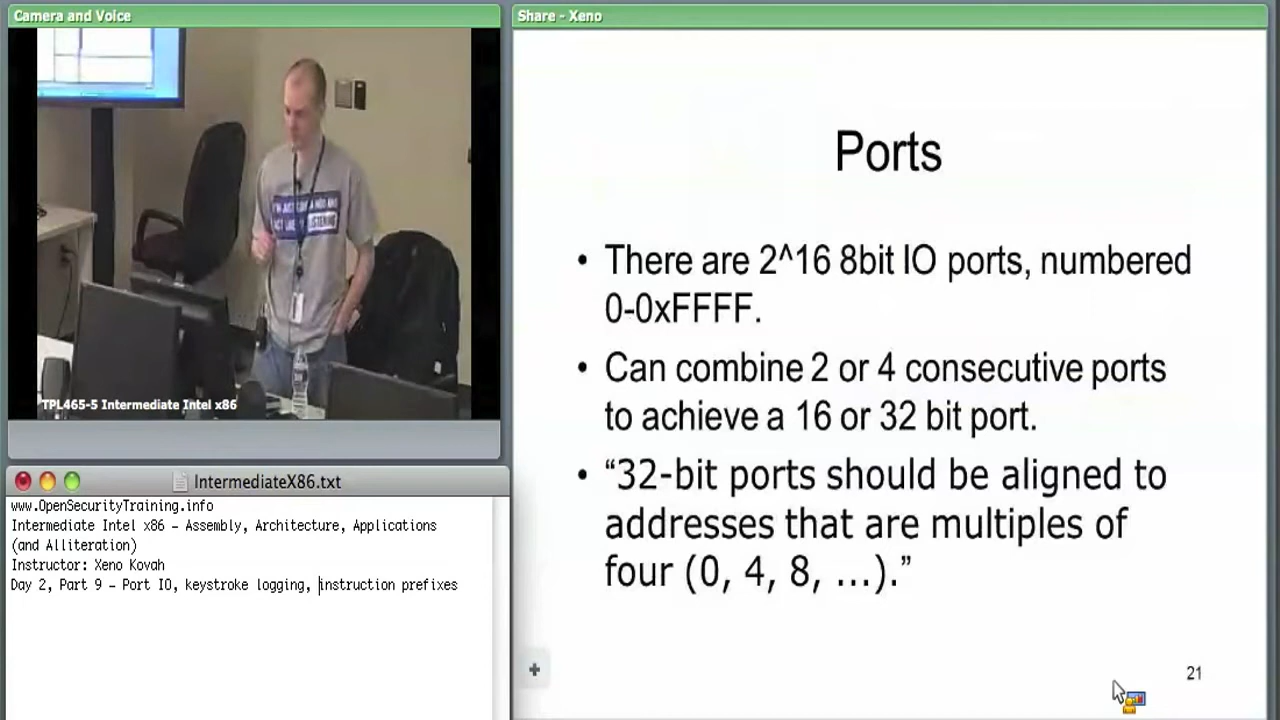 Camera and Voice
TPL465-5 Intermediate Intel x86
IntermediateX86.txt
www.OpenSecurityTraining.info
Intermediate Intel x86 – Assembly, Architecture, Applications
(and Alliteration)
Instructor: Xeno Kovah
Day 2, Part 9 – Port IO, keystroke logging, instruction prefixes
Share - Xeno
Ports
• There are 2^16 8bit IO ports, numbered
0-0xFFFF.
• Can combine 2 or 4 consecutive ports
to achieve a 16 or 32 bit port.
• “32-bit ports should be aligned to
addresses that are multiples of
four (0, 4, 8, …).”
21